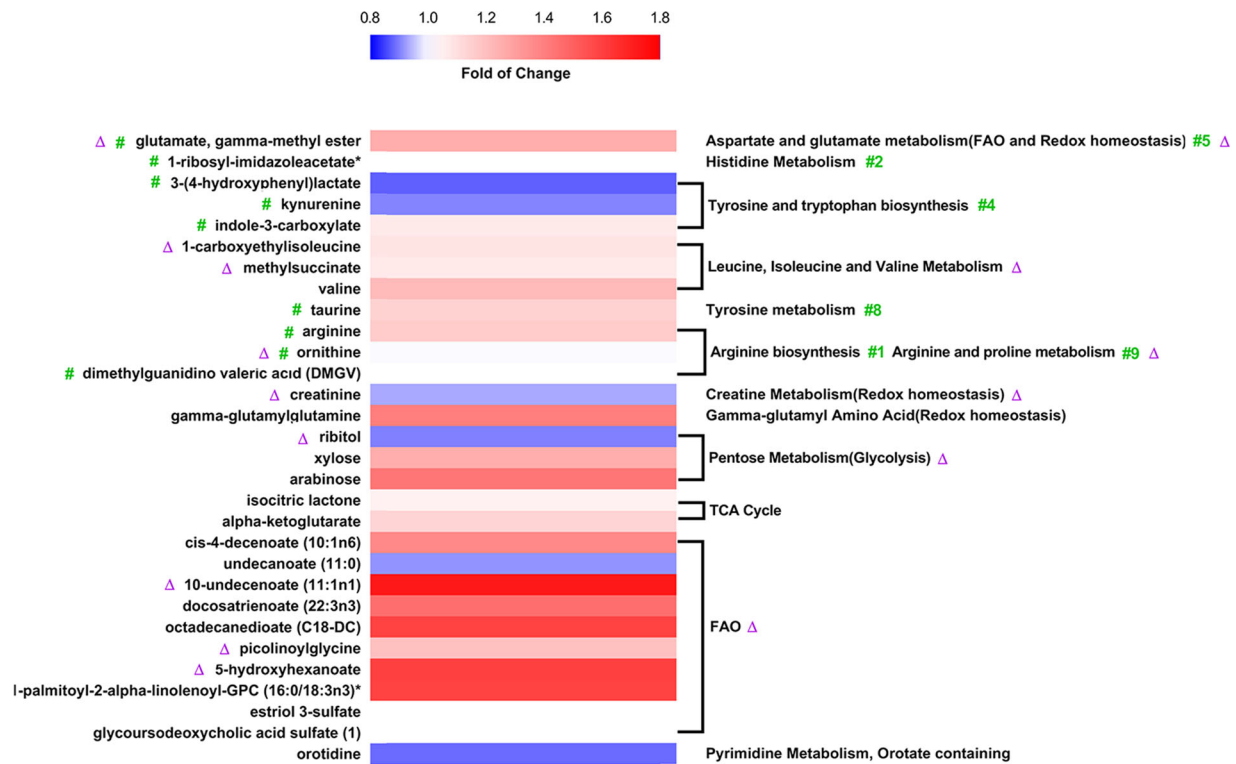 0.8 1.0 1.2 1.4 1.6 1.8
Fold of Change
Δ # glutamate, gamma-methyl ester Aspartate and glutamate metabolism(FAO and Redox homeostasis) #5 Δ
# 1-ribosyl-imidazoleacetate* Histidine Metabolism #2
# 3-(4-hydroxyphenyl)lactate
# kynurenine Tyrosine and tryptophan biosynthesis #4
# indole-3-carboxylate
Δ 1-carboxyethylisoleucine
Δ methylsuccinate Leucine, Isoleucine and Valine Metabolism Δ
valine
# taurine Tyrosine metabolism #8
# arginine
Δ # ornithine Arginine biosynthesis #1 Arginine and proline metabolism #9 Δ
# dimethylguanidino valeric acid (DMGV)
Δ creatinine Creatine Metabolism(Redox homeostasis) Δ
gamma-glutamylglutamine Gamma-glutamyl Amino Acid(Redox homeostasis)
Δ ribitol
xylose Pentose Metabolism(Glycolysis) Δ
arabinose
isocitric lactone
TCA Cycle
alpha-ketoglutarate
cis-4-decenoate (10:1n6)
undecanoate (11:0)
Δ 10-undecenoate (11:1n1)
docosatrienoate (22:3n3)
octadecanedioate (C18-DC) FAO Δ
Δ picolinoylglycine
Δ 5-hydroxyhexanoate
l-palmitoyl-2-alpha-linolenoyl-GPC (16:0/18:3n3)*
estriol 3-sulfate
glycoursodeoxycholic acid sulfate (1)
orotidine Pyrimidine Metabolism, Orotate containing